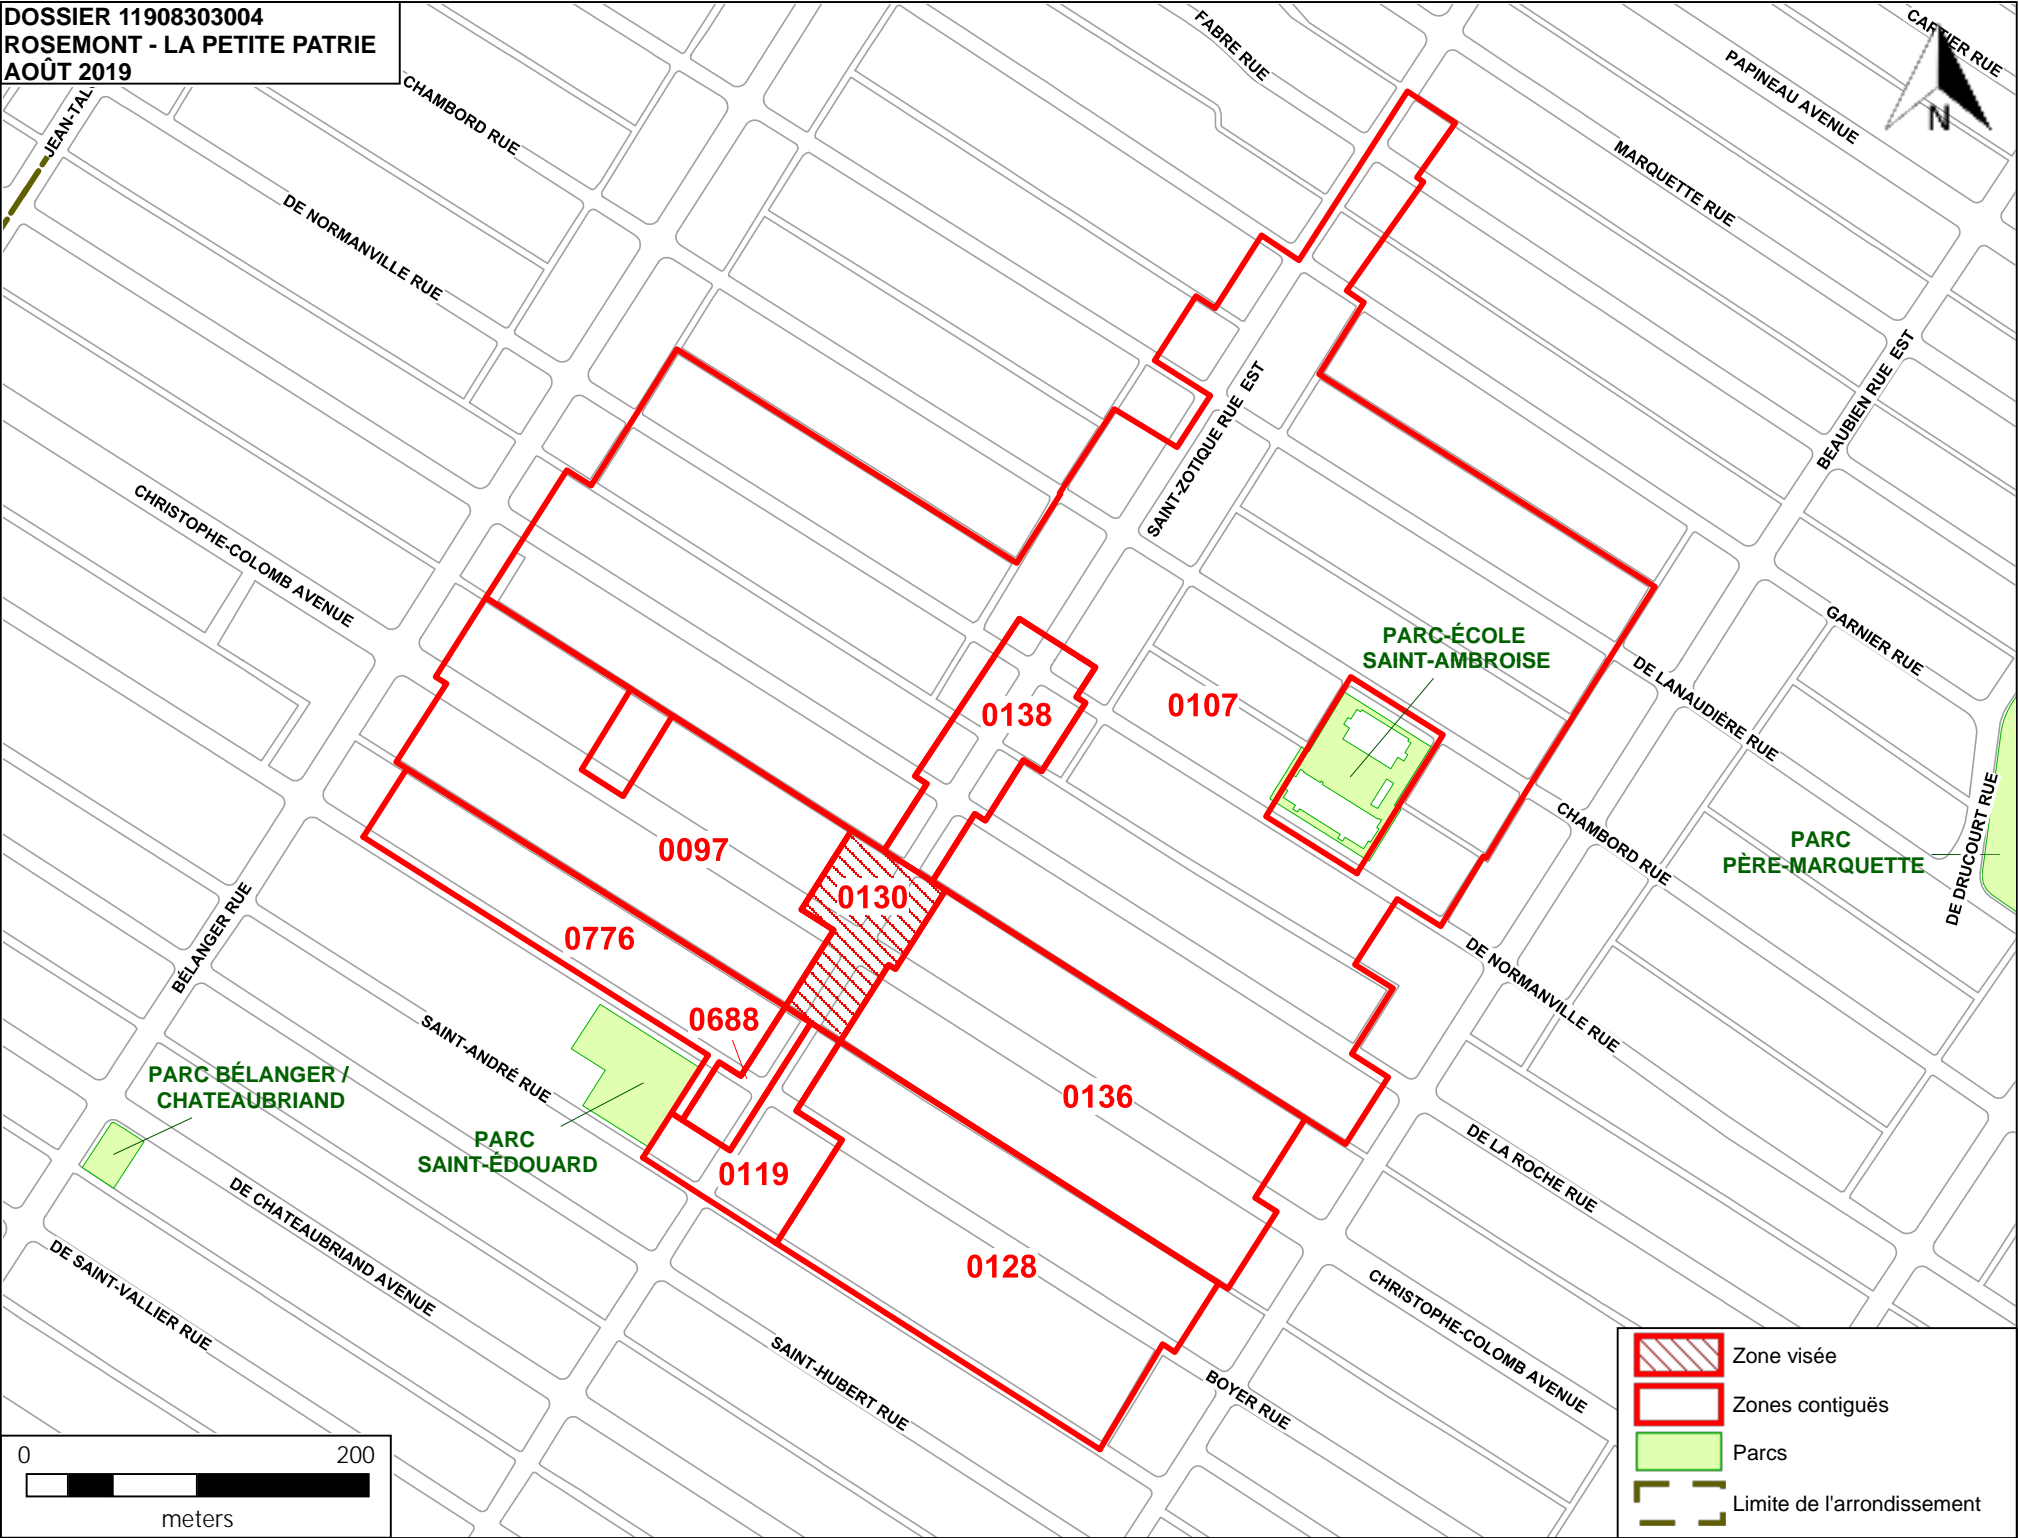 DOSSIER 11908303004
ROSEMONT - LA PETITE PATRIE
AOÛT 2019
FABRE RUE
CARTIER RUE
PAPINEAU AVENUE
N
JEAN-TAL
CHAMBORD RUE
MARQUETTE RUE
DE NORMANVILLE RUE
SAINT-ZOTIQUE RUE EST
BEAUBIEN RUE EST
CHRISTOPHE-COLOMB AVENUE
GARNIER RUE
PARC-ÉCOLE
SAINT-AMBROISE
DE LANAUDIÈRE RUE
0138
0107
CHAMBORD RUE
DE DRUCOURT RUE
PARC
PÈRE-MARQUETTE
0097
0130
0776
BÉLANGER RUE
DE NORMANVILLE RUE
0688
SAINT-ANDRÉ RUE
PARC BÉLANGER /
CHATEAUBRIAND
0136
PARC
SAINT-ÉDOUARD
0119
DE LA ROCHE RUE
DE CHATEAUBRIAND AVENUE
DE SAINT-VALLIER RUE
0128
CHRISTOPHE-COLOMB AVENUE
SAINT-HUBERT RUE
BOYER RUE
Zone visée
Zones contiguës
Parcs
Limite de l'arrondissement
0 200
meters